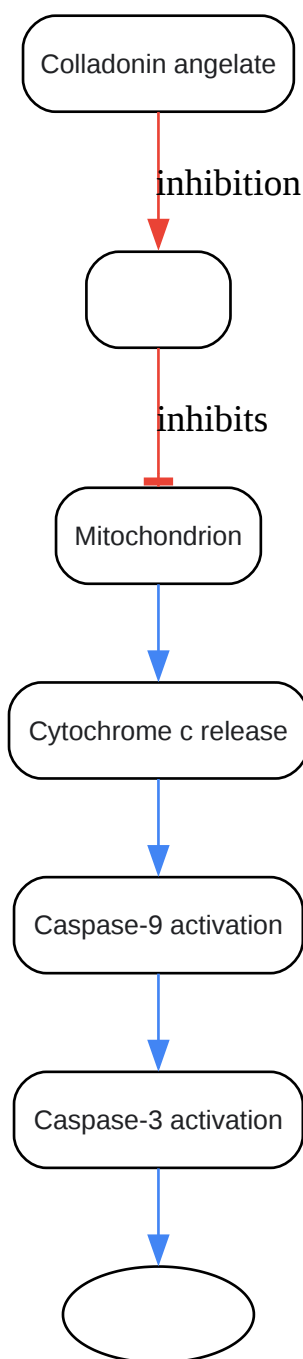 Colladonin angelate
inhibition
inhibits
Mitochondrion
Cytochrome c release
Caspase-9 activation
Caspase-3 activation